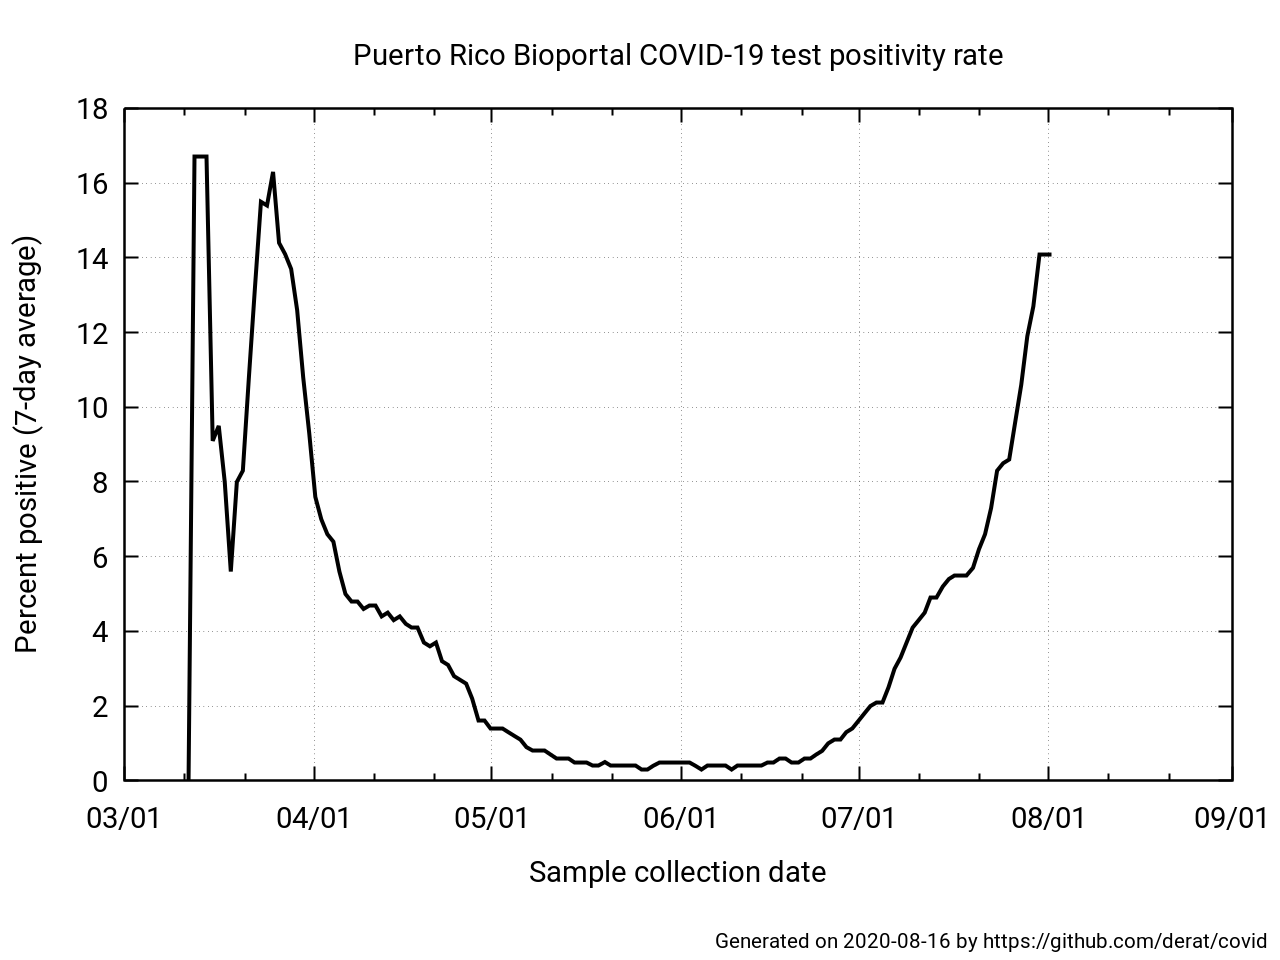 Puerto Rico Bioportal COVID-19 test positivity rate
18
16
14
12
10
8
6
4
2
0
Percent positive (7-day average)
03/01 04/01 05/01 06/01 07/01 08/01 09/01
Sample collection date
Generated on 2020-08-16 by https://github.com/derat/covid